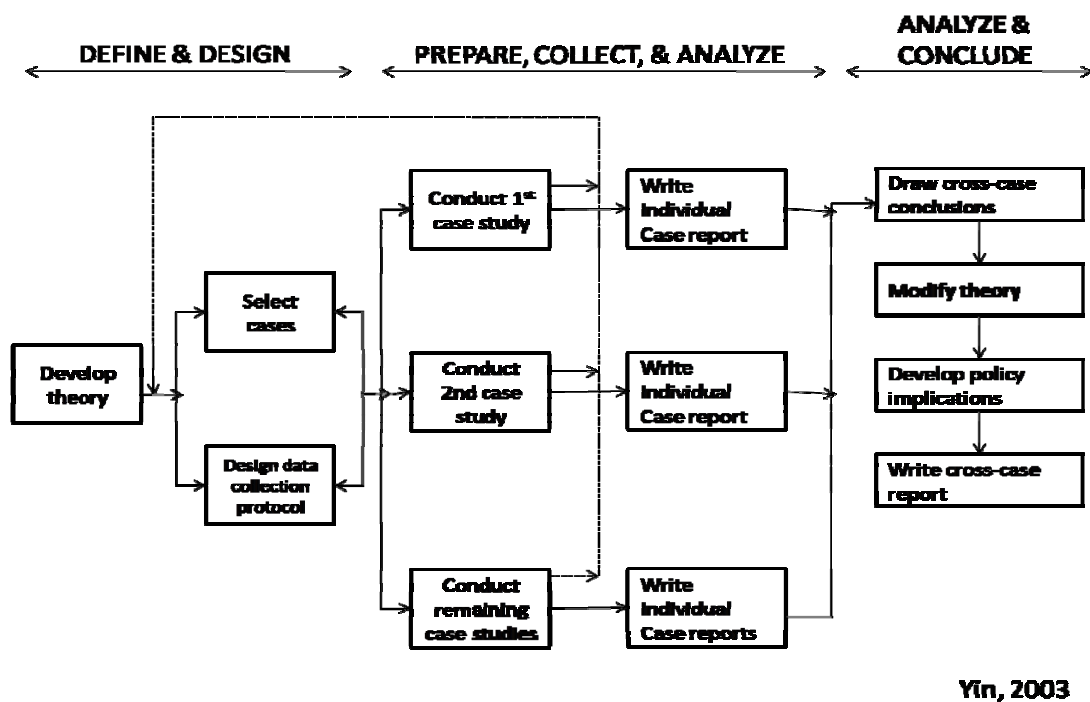 DEFINE & DESIGN
PREPARE, COLLECT, & ANALYZE
ANALYZE &
CONCLUDE
Develop
theory
Select
cases
Design data
collection
protocol
Conduct 1st
case study
Conduct
2nd case
study
Conduct
remaining
case studies
Write
Individual
Case report
Write
Individual
Case report
Write
Individual
Case reports
Draw cross-case
conclusions
Modify theory
Develop policy
implications
Write cross-case
report
Yin, 2003